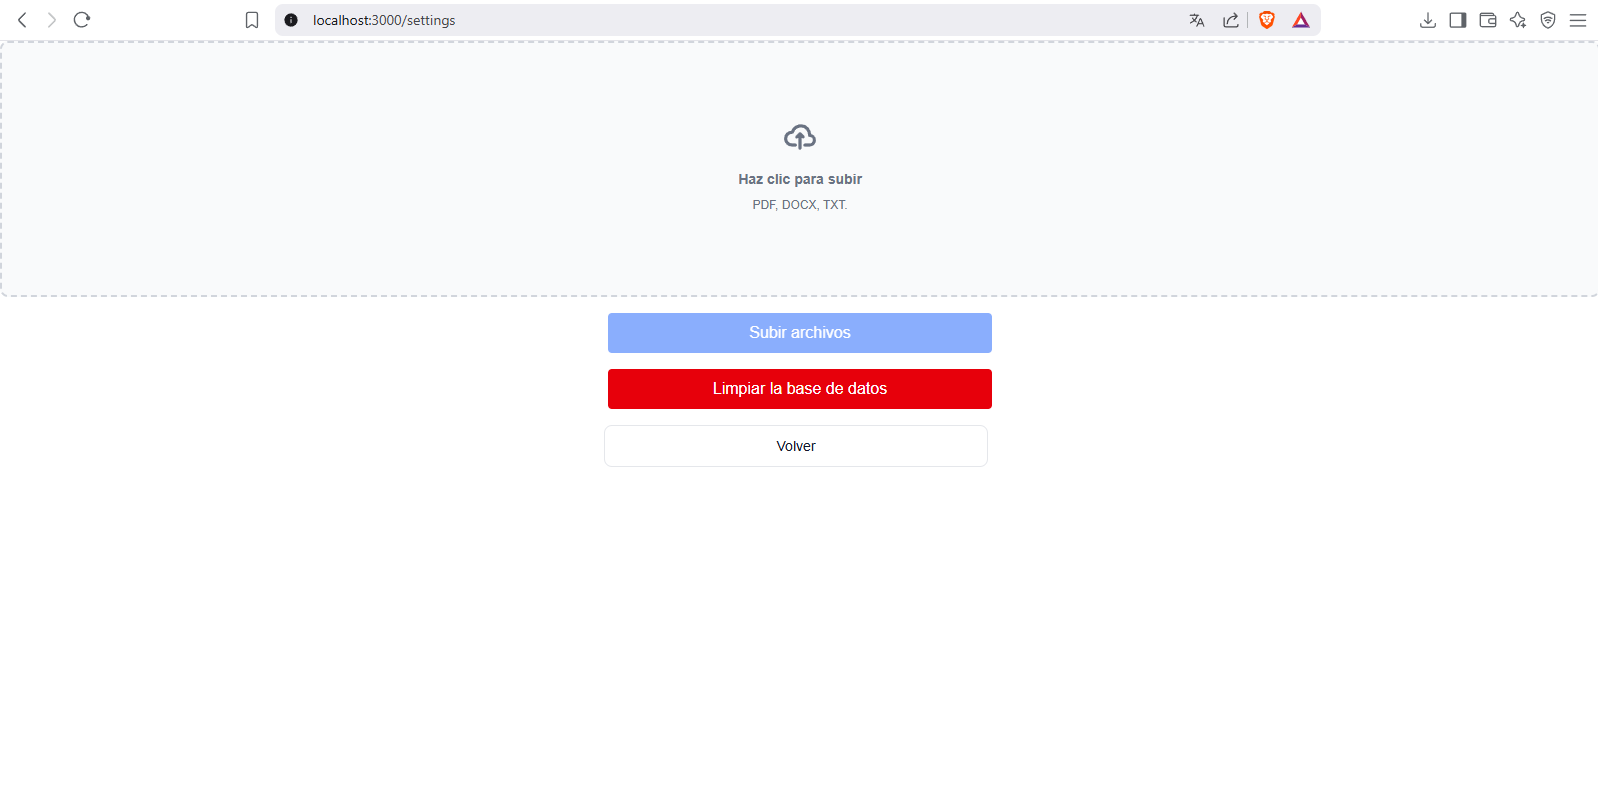 localhost:3000/settings
Haz clic para subir
PDF, DOCX, TXT.
Subir archivos
Limpiar la base de datos
Volver